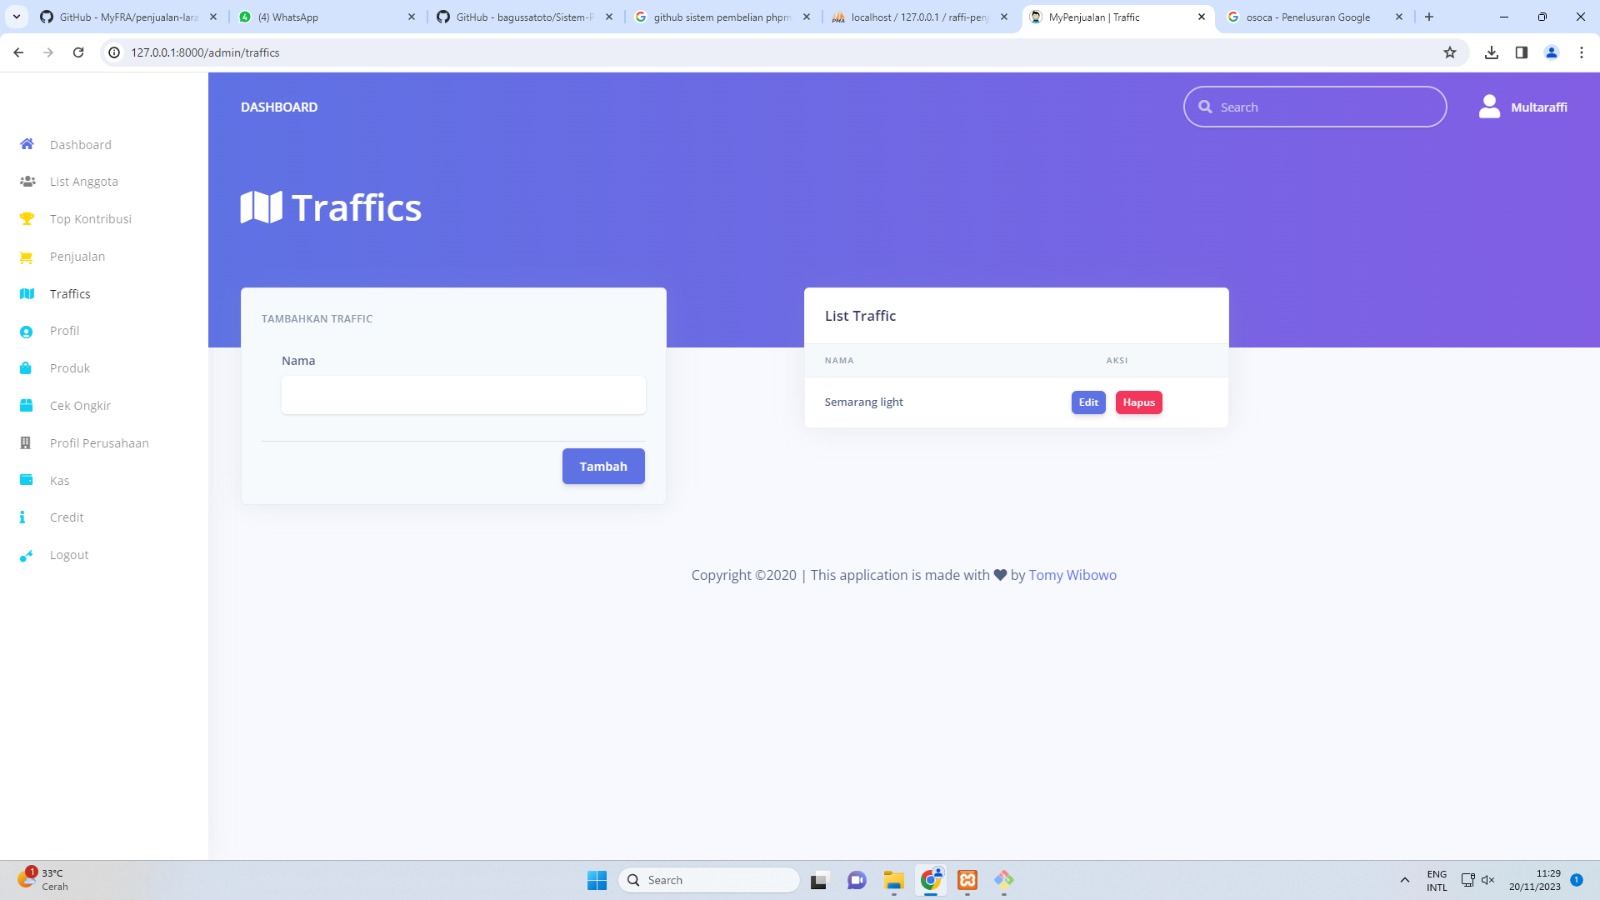 GitHub - MyFRA/penjualan-lara
(4) WhatsApp
GitHub - bagussatoto/Sistem-P
github sistem pembelian phpm
localhost / 127.0.0.1 / raffi-penj
MyPenjualan | Traffic
osoca - Penelusuran Google
127.0.0.1:8000/admin/traffics
DASHBOARD
Search
Multaraffi
Dashboard
List Anggota
Top Kontribusi
Penjualan
Traffics
Profil
Produk
Cek Ongkir
Profil Perusahaan
Kas
Credit
Logout
Traffics
TAMBAHKAN TRAFFIC
Nama
Tambah
List Traffic
NAMA AKSI
Semarang light Edit Hapus
Copyright ©2020 | This application is made with ♥ by Tomy Wibowo
1
33°C
Cerah
Search
ENG
INTL
11:29
20/11/2023
1